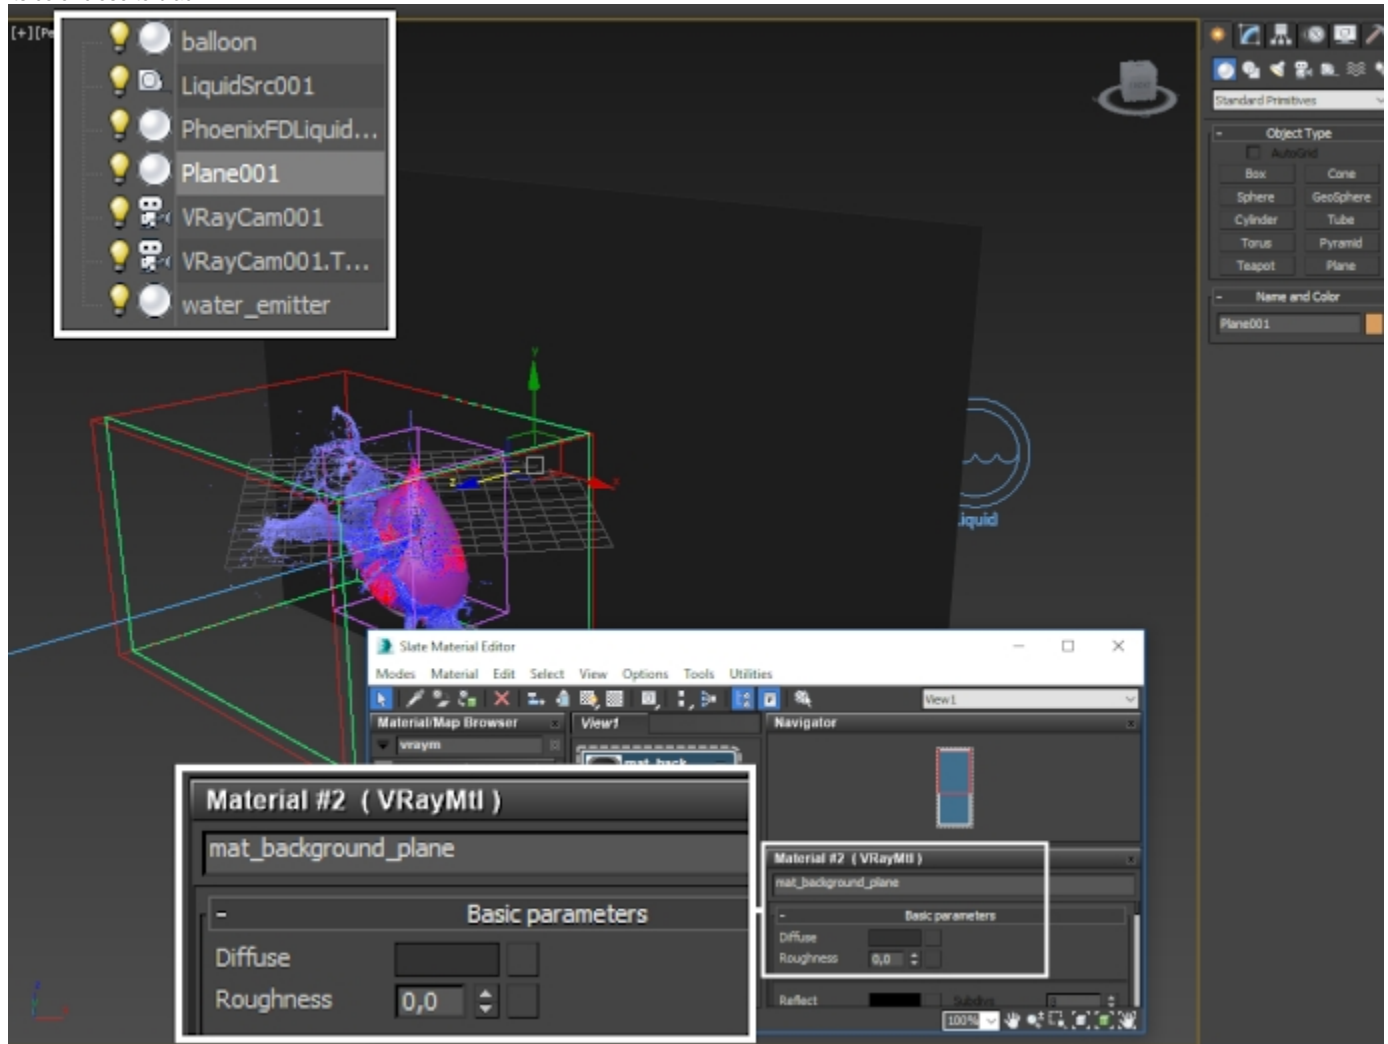 [+][Pe
balloon
LiquidSrc001
PhoenixFDLiquid...
Plane001
VRayCam001
VRayCam001.T...
water_emitter
Standard Primitives
- Object Type
AutoGrid
Box Cone
Sphere GeoSphere
Cylinder Tube
Torus Pyramid
Teapot Plane
- Name and Color
Plane001
y
z
x
iquid
Slate Material Editor
Modes Material Edit Select View Options Tools Utilities
View1
Material/Map Browser
View1
Navigator
vraym
mat_back
Material #2 ( VRayMtl )
mat_background_plane
- Basic parameters
Diffuse
Roughness 0,0
Material #2 ( VRayMtl )
mat_background_plane
- Basic parameters
Diffuse
Roughness 0,0
Reflect Subdivs
100%